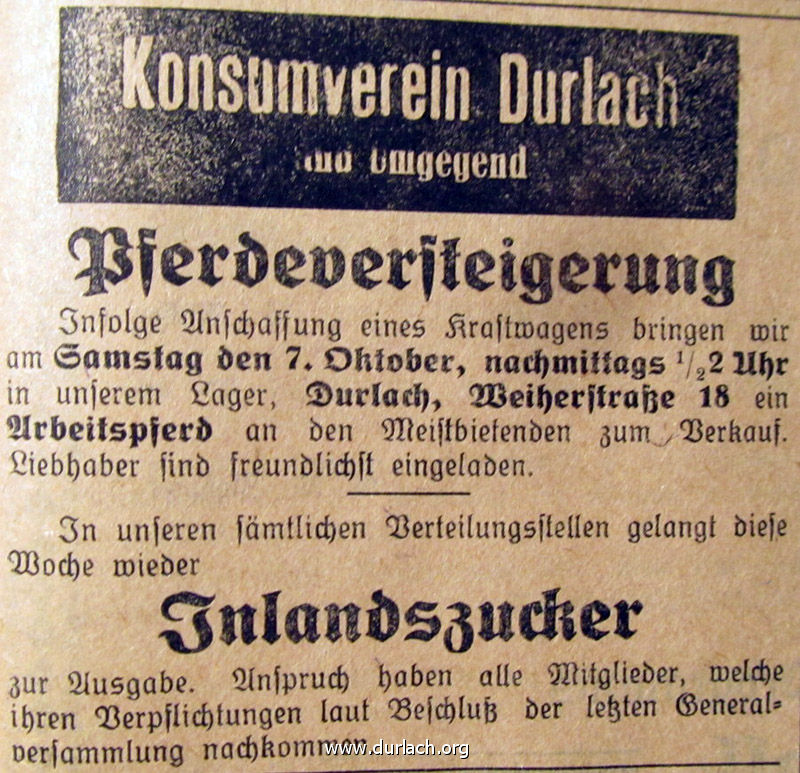 Konsumverein Durlach
und Umgegend
Pferdeversteigerung
Infolge Anschaffung eines Kraftwagens bringen wir
am Samstag den 7. Oktober, nachmittags 1/2 2 Uhr
in unserem Lager, Durlach, Weiherstraße 18 ein
Arbeitspferd an den Meistbietenden zum Verkauf.
Liebhaber sind freundlichst eingeladen.
In unseren sämtlichen Verteilungsstellen gelangt diese
Woche wieder
Inlandszucker
zur Ausgabe. Anspruch haben alle Mitglieder, welche
ihren Verpflichtungen laut Beschluß der letzten General-
versammlung nachkommen.
www.durlach.org